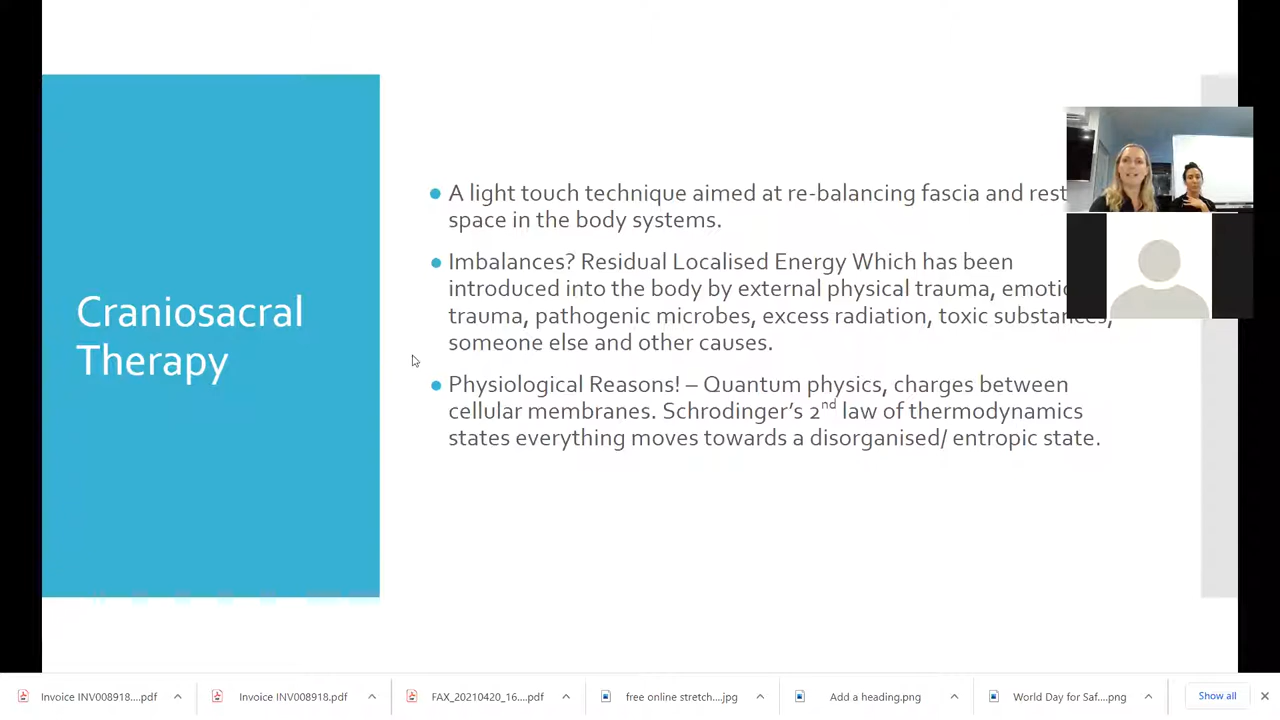 Craniosacral
Therapy
A light touch technique aimed at re-balancing fascia and
space in the body systems.
Imbalances? Residual Localised Energy Which has been
introduced into the body by external physical trauma,
trauma, pathogenic microbes, excess radiation, toxic substances,
someone else and other causes.
Physiological Reasons! – Quantum physics, charges between
cellular membranes. Schrodinger's 2nd law of thermodynamics
states everything moves towards a disorganised/ entropic state.
Invoice INV008918....pdf
Invoice INV008918.pdf
FAX_20210420_16....pdf
free online stretch....jpg
Add a heading.png
World Day for Saf....png
Show all